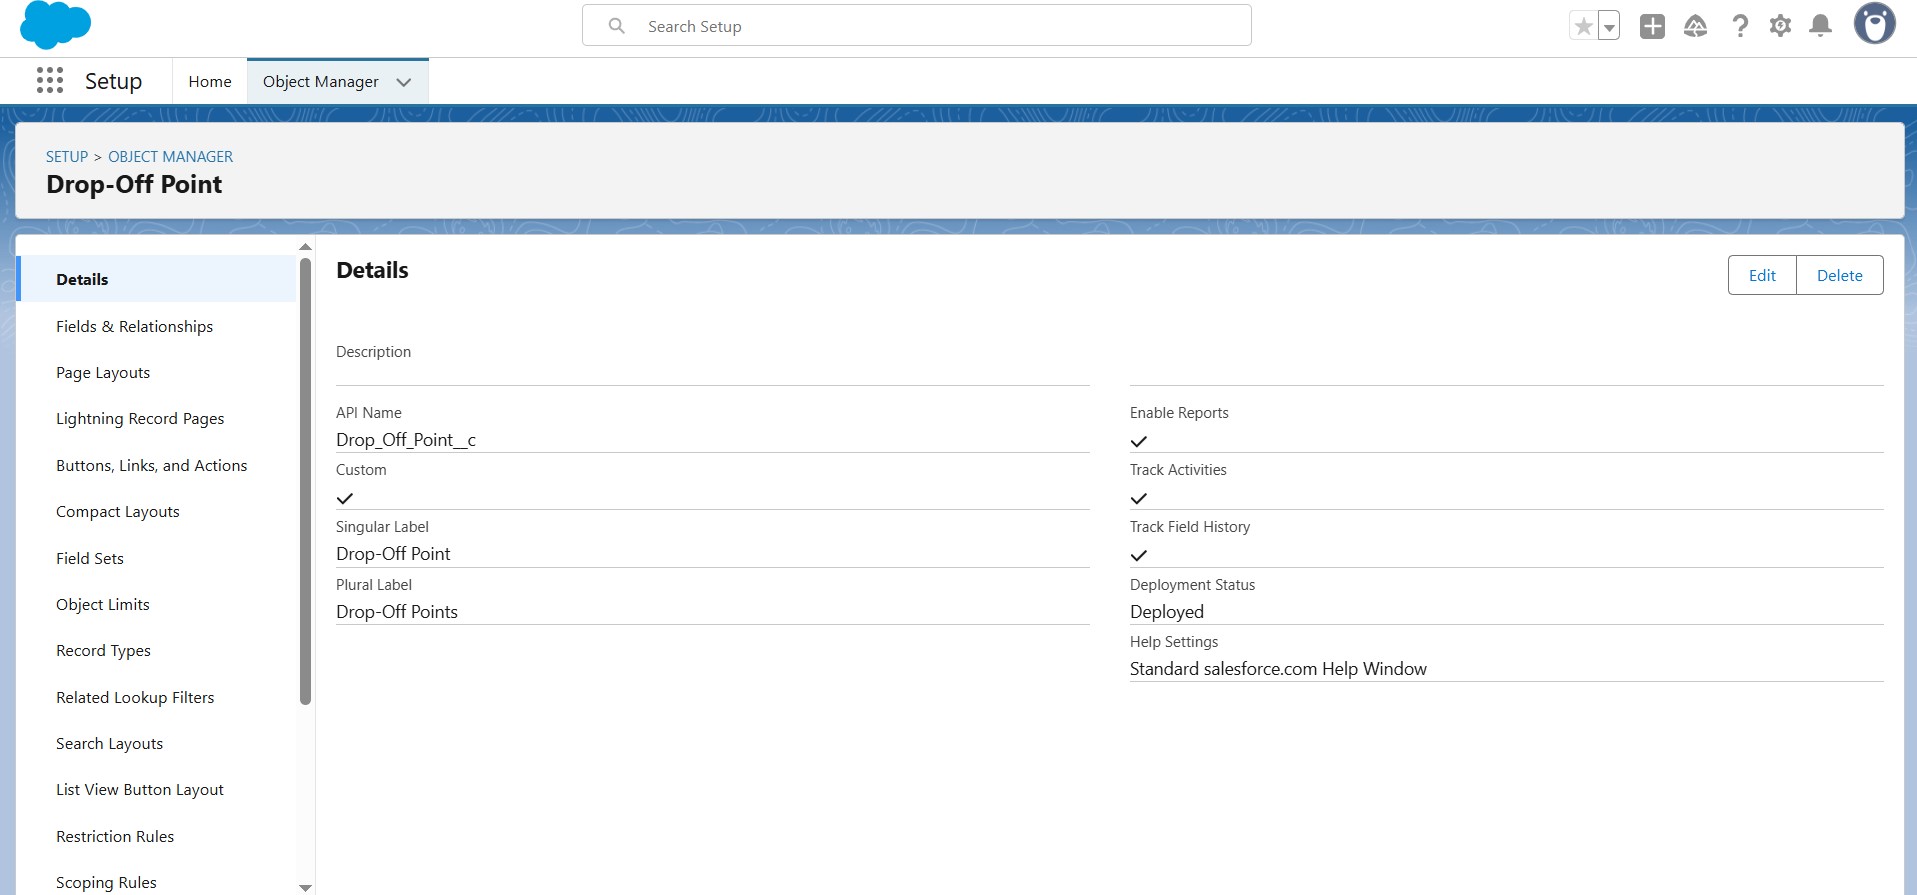 Search Setup
Setup
Home
Object Manager
SETUP > OBJECT MANAGER
Drop-Off Point
Details
Fields & Relationships
Page Layouts
Lightning Record Pages
Buttons, Links, and Actions
Compact Layouts
Field Sets
Object Limits
Record Types
Related Lookup Filters
Search Layouts
List View Button Layout
Restriction Rules
Scoping Rules
Details
Edit
Delete
Description
API Name
Drop_Off_Point__c
Custom
Singular Label
Drop-Off Point
Plural Label
Drop-Off Points
Enable Reports
Track Activities
Track Field History
Deployment Status
Deployed
Help Settings
Standard salesforce.com Help Window